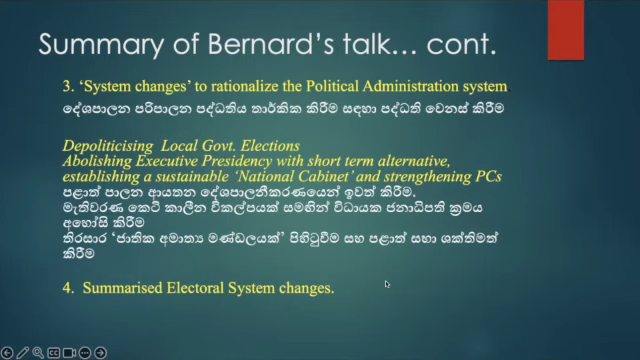 Summary of Bernard's talk… cont.
3. ‘System changes’ to rationalize the Political Administration system.
දේශපාලන පරිපාලන පද්ධතිය තාර්කික කිරීම සඳහා පද්ධති වෙනස් කිරීම
Depoliticising Local Govt. Elections
Abolishing Executive Presidency with short term alternative,
establishing a sustainable ‘National Cabinet’ and strengthening PCs
පළාත් පාලන ආයතන දේශපාලනීකරණයෙන් ඉවත් කිරීම.
මැතිවරණ කෙටි කාලීන විකල්පයක් සමඟින් විධායක ජනාධිපති ක්‍රමය
අහෝසි කිරීම
තිරසාර ‘ජාතික අමාත්‍ය මණ්ඩලයක්’ පිහිටුවීම සහ පළාත් සභා ශක්තිමත්
කිරීම
4. Summarised Electoral System changes.